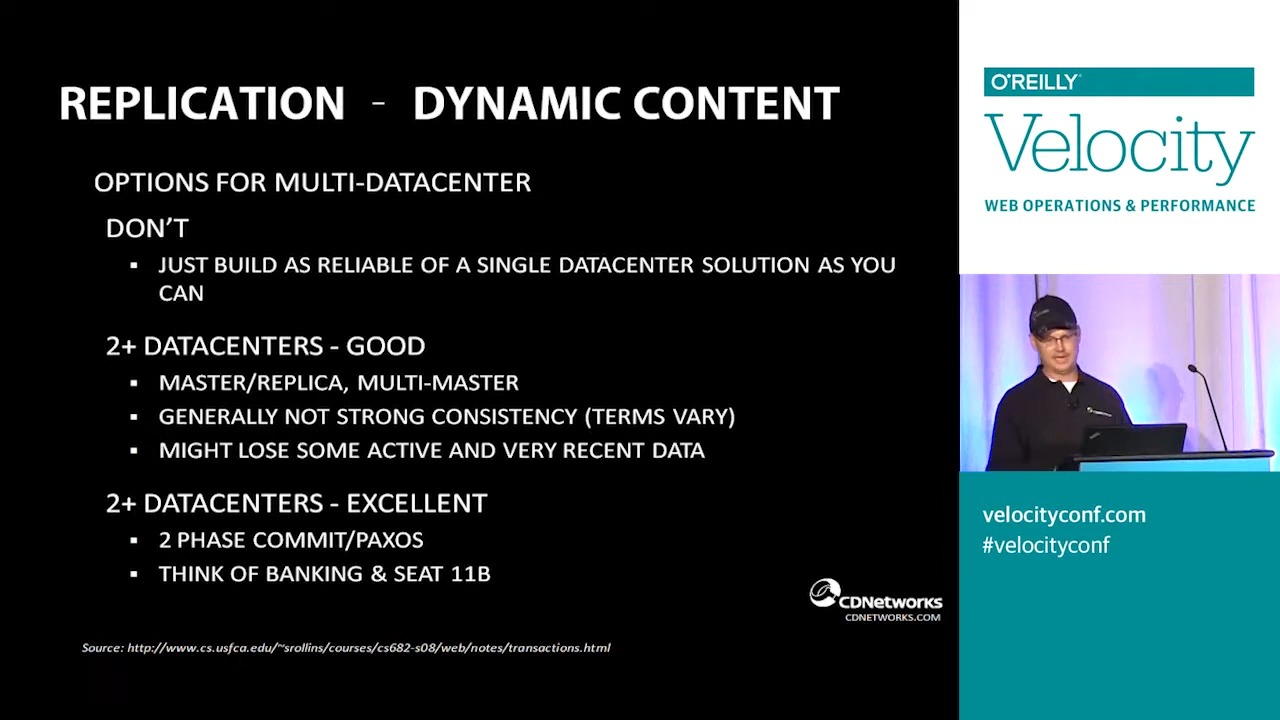 REPLICATION - DYNAMIC CONTENT
OPTIONS FOR MULTI-DATACENTER
DON'T
▪ JUST BUILD AS RELIABLE OF A SINGLE DATACENTER SOLUTION AS YOU
CAN
2+ DATACENTERS - GOOD
▪ MASTER/REPLICA, MULTI-MASTER
▪ GENERALLY NOT STRONG CONSISTENCY (TERMS VARY)
▪ MIGHT LOSE SOME ACTIVE AND VERY RECENT DATA
2+ DATACENTERS - EXCELLENT
▪ 2 PHASE COMMIT/PAXOS
▪ THINK OF BANKING & SEAT 11B
CDNetworks
CDNETWORKS.COM
Source: http://www.cs.usfca.edu/~srollins/courses/cs682-s08/web/notes/transactions.html
O'REILLY®
Velocity
WEB OPERATIONS & PERFORMANCE
velocityconf.com
#velocityconf